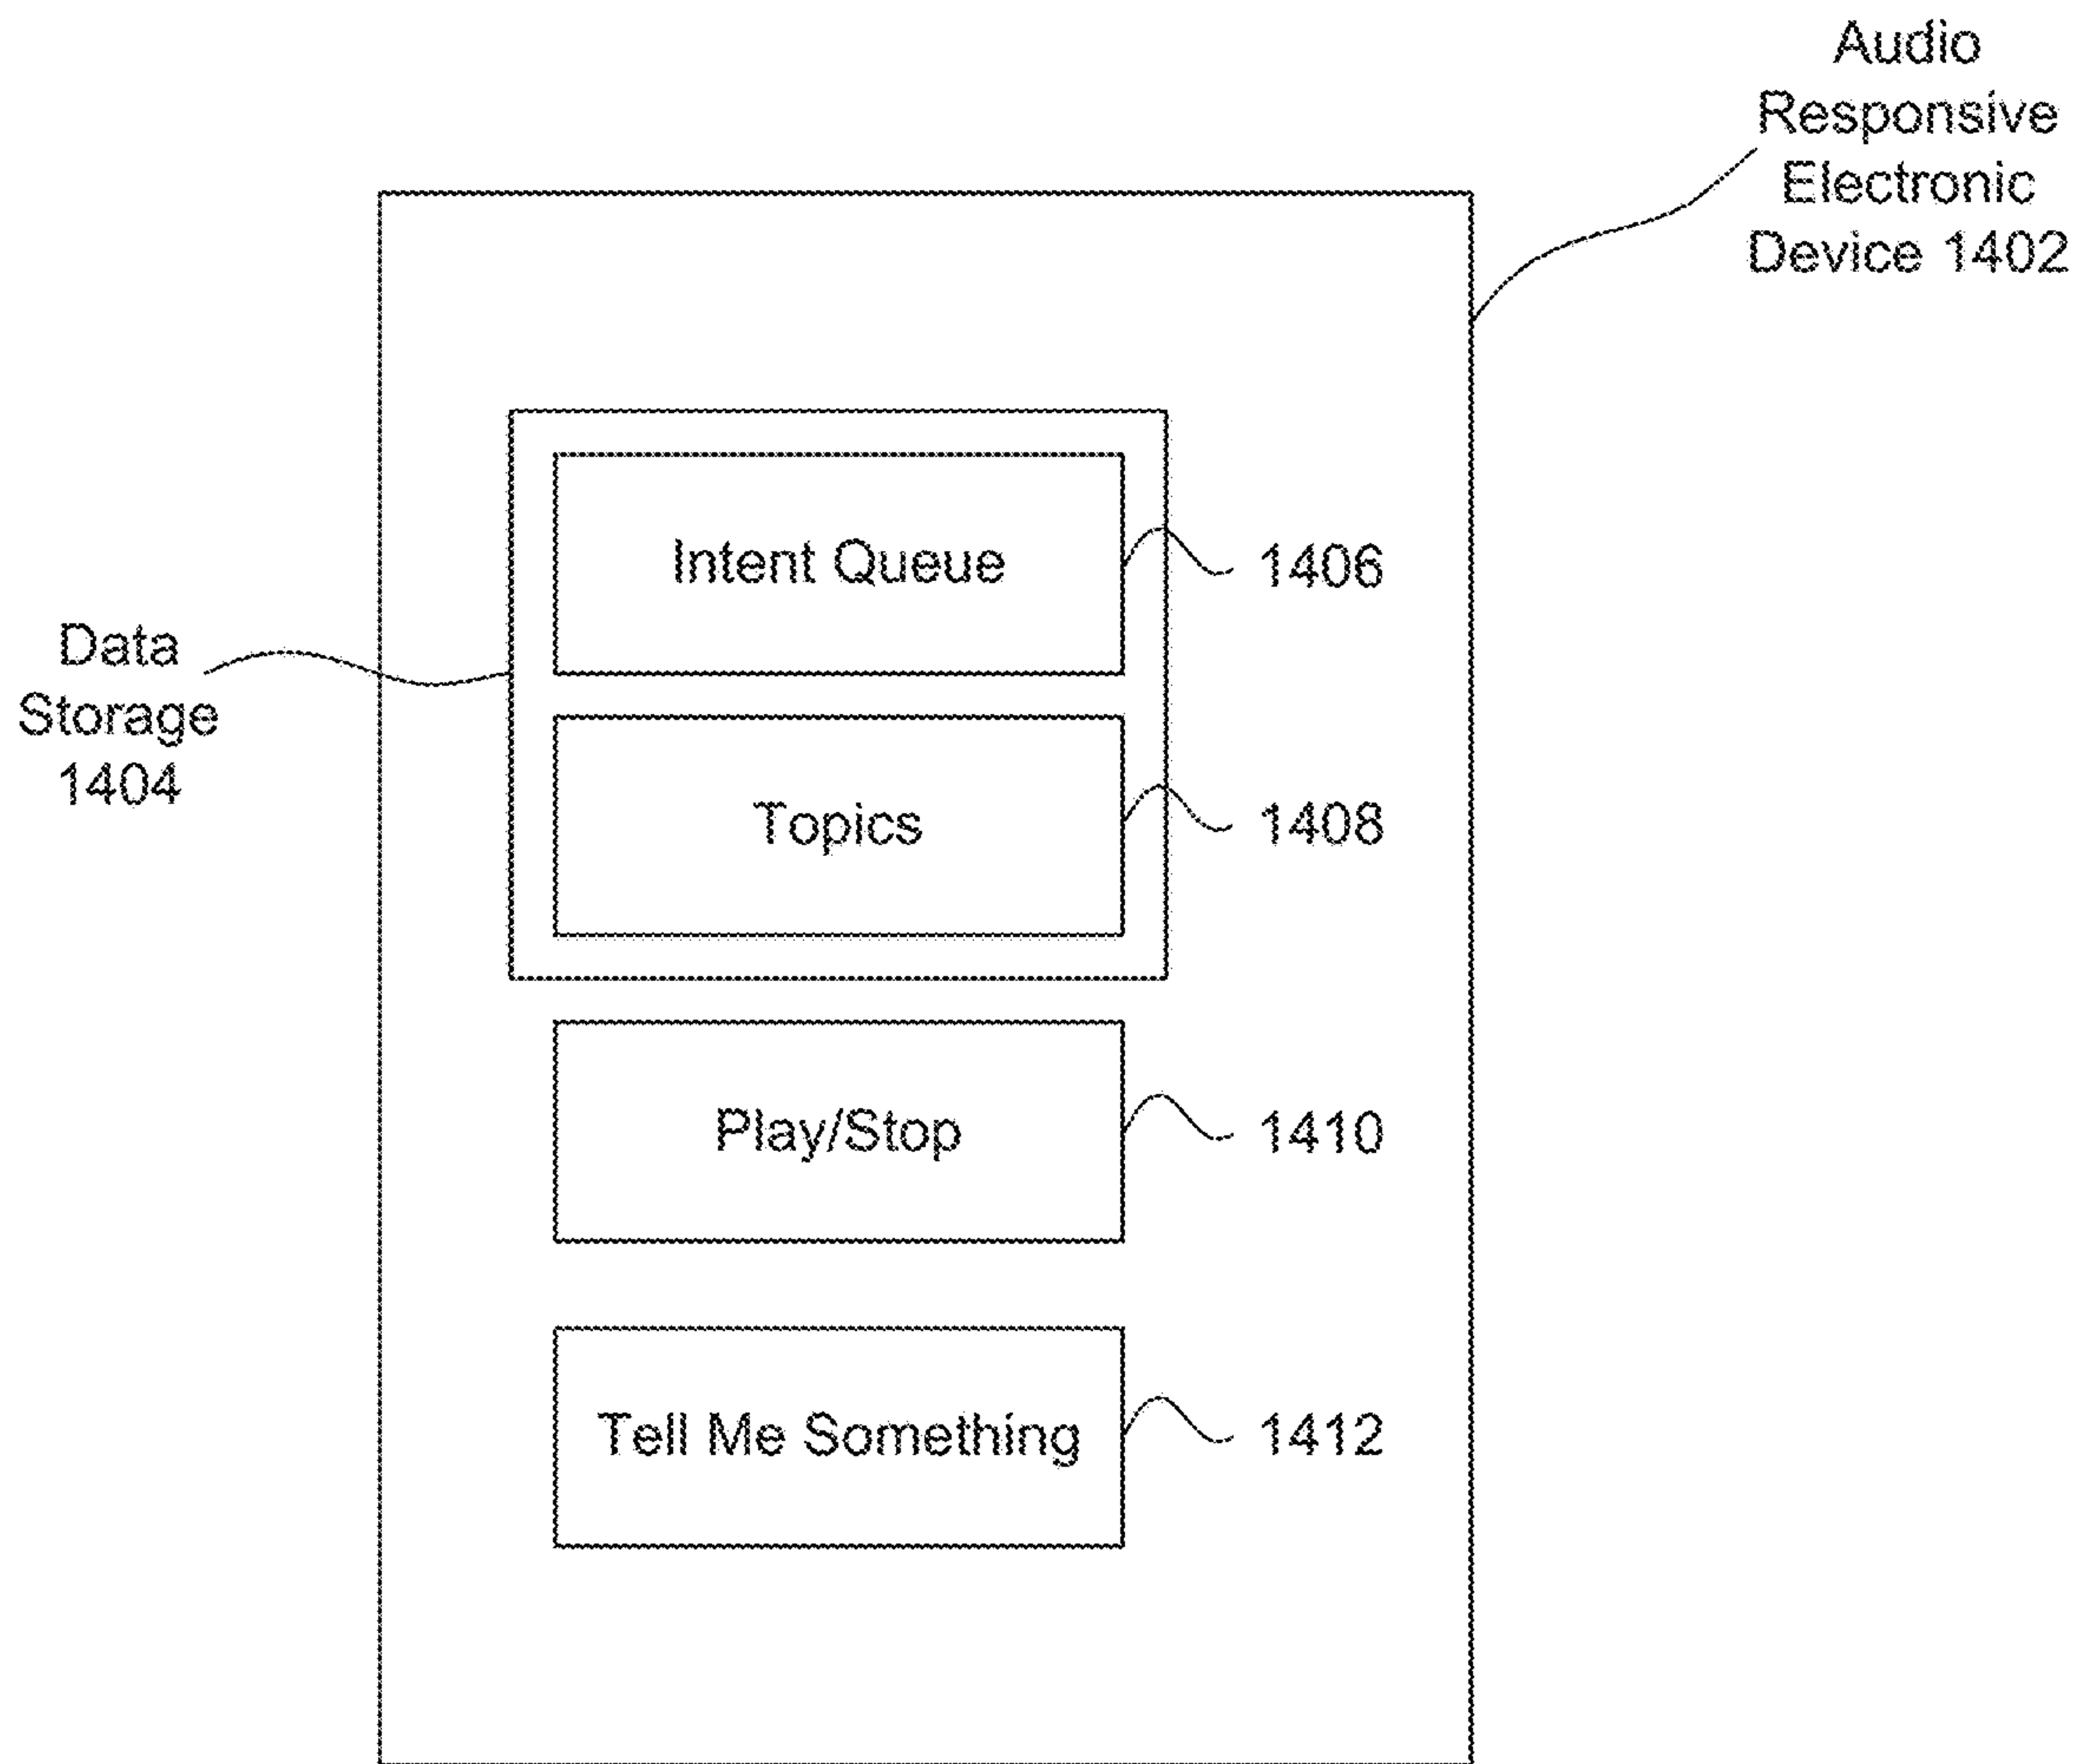 Audio
Responsive
Electronic
Device 1402
Intent Queue
1406
Data
Storage
1404
Topics
1408
Play/Stop
1410
Tell Me Something
1412